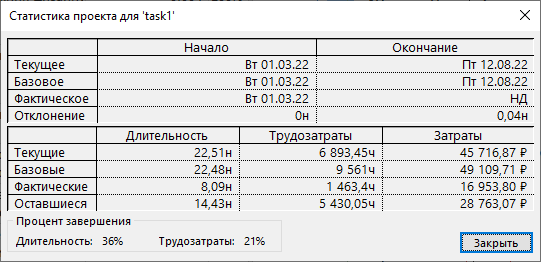 Статистика проекта для 'task1'
Начало Окончание
Текущее Вт 01.03.22 Пт 12.08.22
Базовое Вт 01.03.22 Пт 12.08.22
Фактическое Вт 01.03.22 НД
Отклонение 0н 0,04н
Длительность Трудозатраты Затраты
Текущие 22,51н 6 893,45ч 45 716,87 ₽
Базовые 22,48н 9 561ч 49 109,71 ₽
Фактические 8,09н 1 463,4ч 16 953,80 ₽
Оставшиеся 14,43н 5 430,05ч 28 763,07 ₽
Процент завершения
Длительность: 36% Трудозатраты: 21%
Закрыть